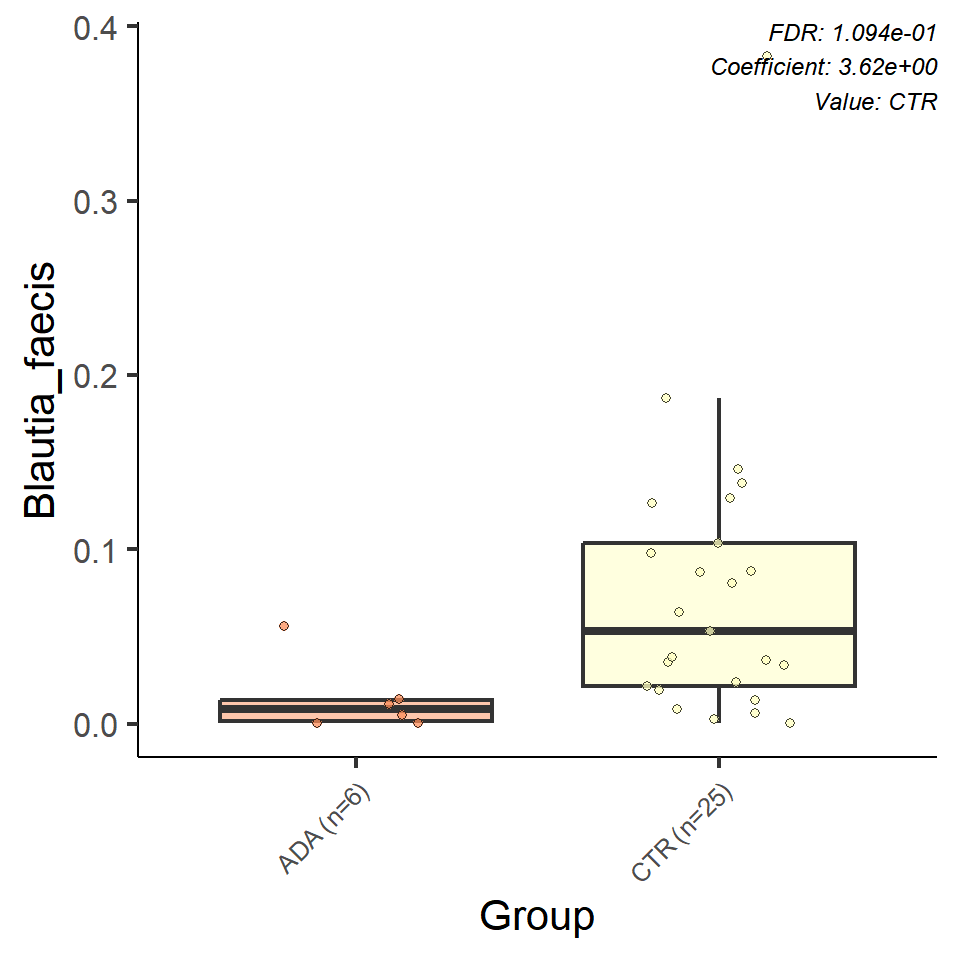 FDR: 1.094e-01
Coefficient: 3.62e+00
Value: CTR
0.4
0.3
0.2
0.1
0.0
Blautia_faecis
ADA (n=6)
CTR (n=25)
Group